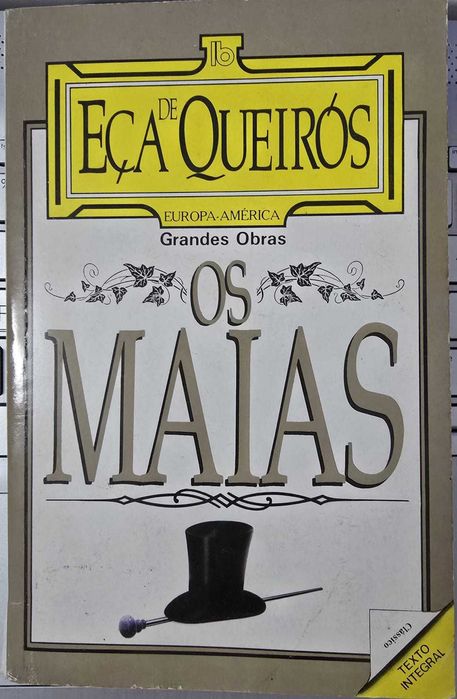 lb
EÇA DE QUEIRÓS
EUROPA-AMÉRICA
Grandes Obras
OS
MAIAS
Clássico
TEXTO
INTEGRAL